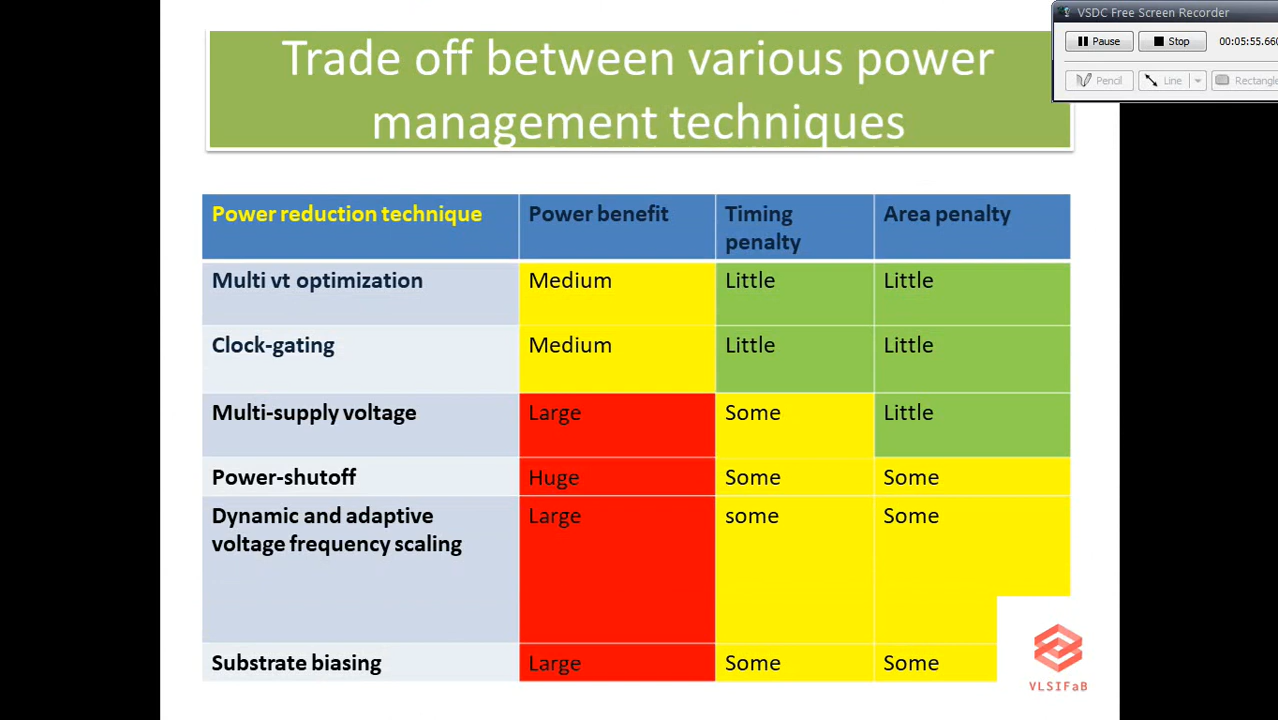 VSDC Free Screen Recorder
Pause Stop 00:05:55.660
Pencil Line Rectangle
Trade off between various power
management techniques
Power reduction technique Power benefit Timing penalty Area penalty
Multi vt optimization Medium Little Little
Clock-gating Medium Little Little
Multi-supply voltage Large Some Little
Power-shutoff Huge Some Some
Dynamic and adaptive voltage frequency scaling Large some Some
Substrate biasing Large Some Some
VLSIFaB